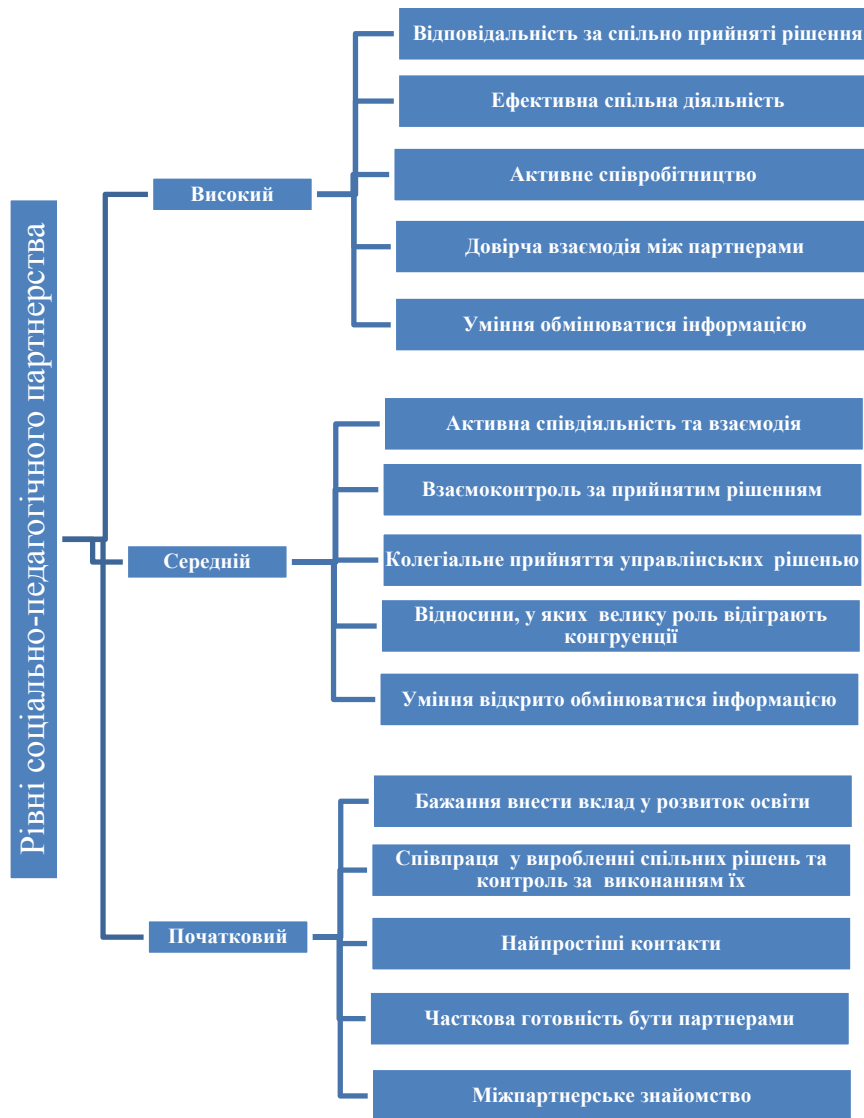 Рівні соціально-педагогічного партнерства
Високий
Відповідальність за спільно прийняті рішення
Ефективна спільна діяльність
Активне співробітництво
Довірча взаємодія між партнерами
Уміння обмінюватися інформацією
Середній
Активна співдіяльність та взаємодія
Взаємоконтроль за прийнятим рішенням
Колегіальне прийняття управлінських рішенью
Відносини, у яких велику роль відіграють
конгруенції
Уміння відкрито обмінюватися інформацією
Початковий
Бажання внести вклад у розвиток освіти
Співпраця у виробленні спільних рішень та
контроль за виконанням їх
Найпростіші контакти
Часткова готовність бути партнерами
Міжпартнерське знайомство